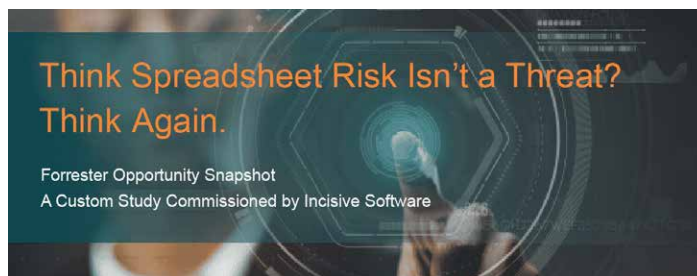 Think Spreadsheet Risk Isn't a Threat?
Think Again.
Forrester Opportunity Snapshot
A Custom Study Commissioned by Incisive Software